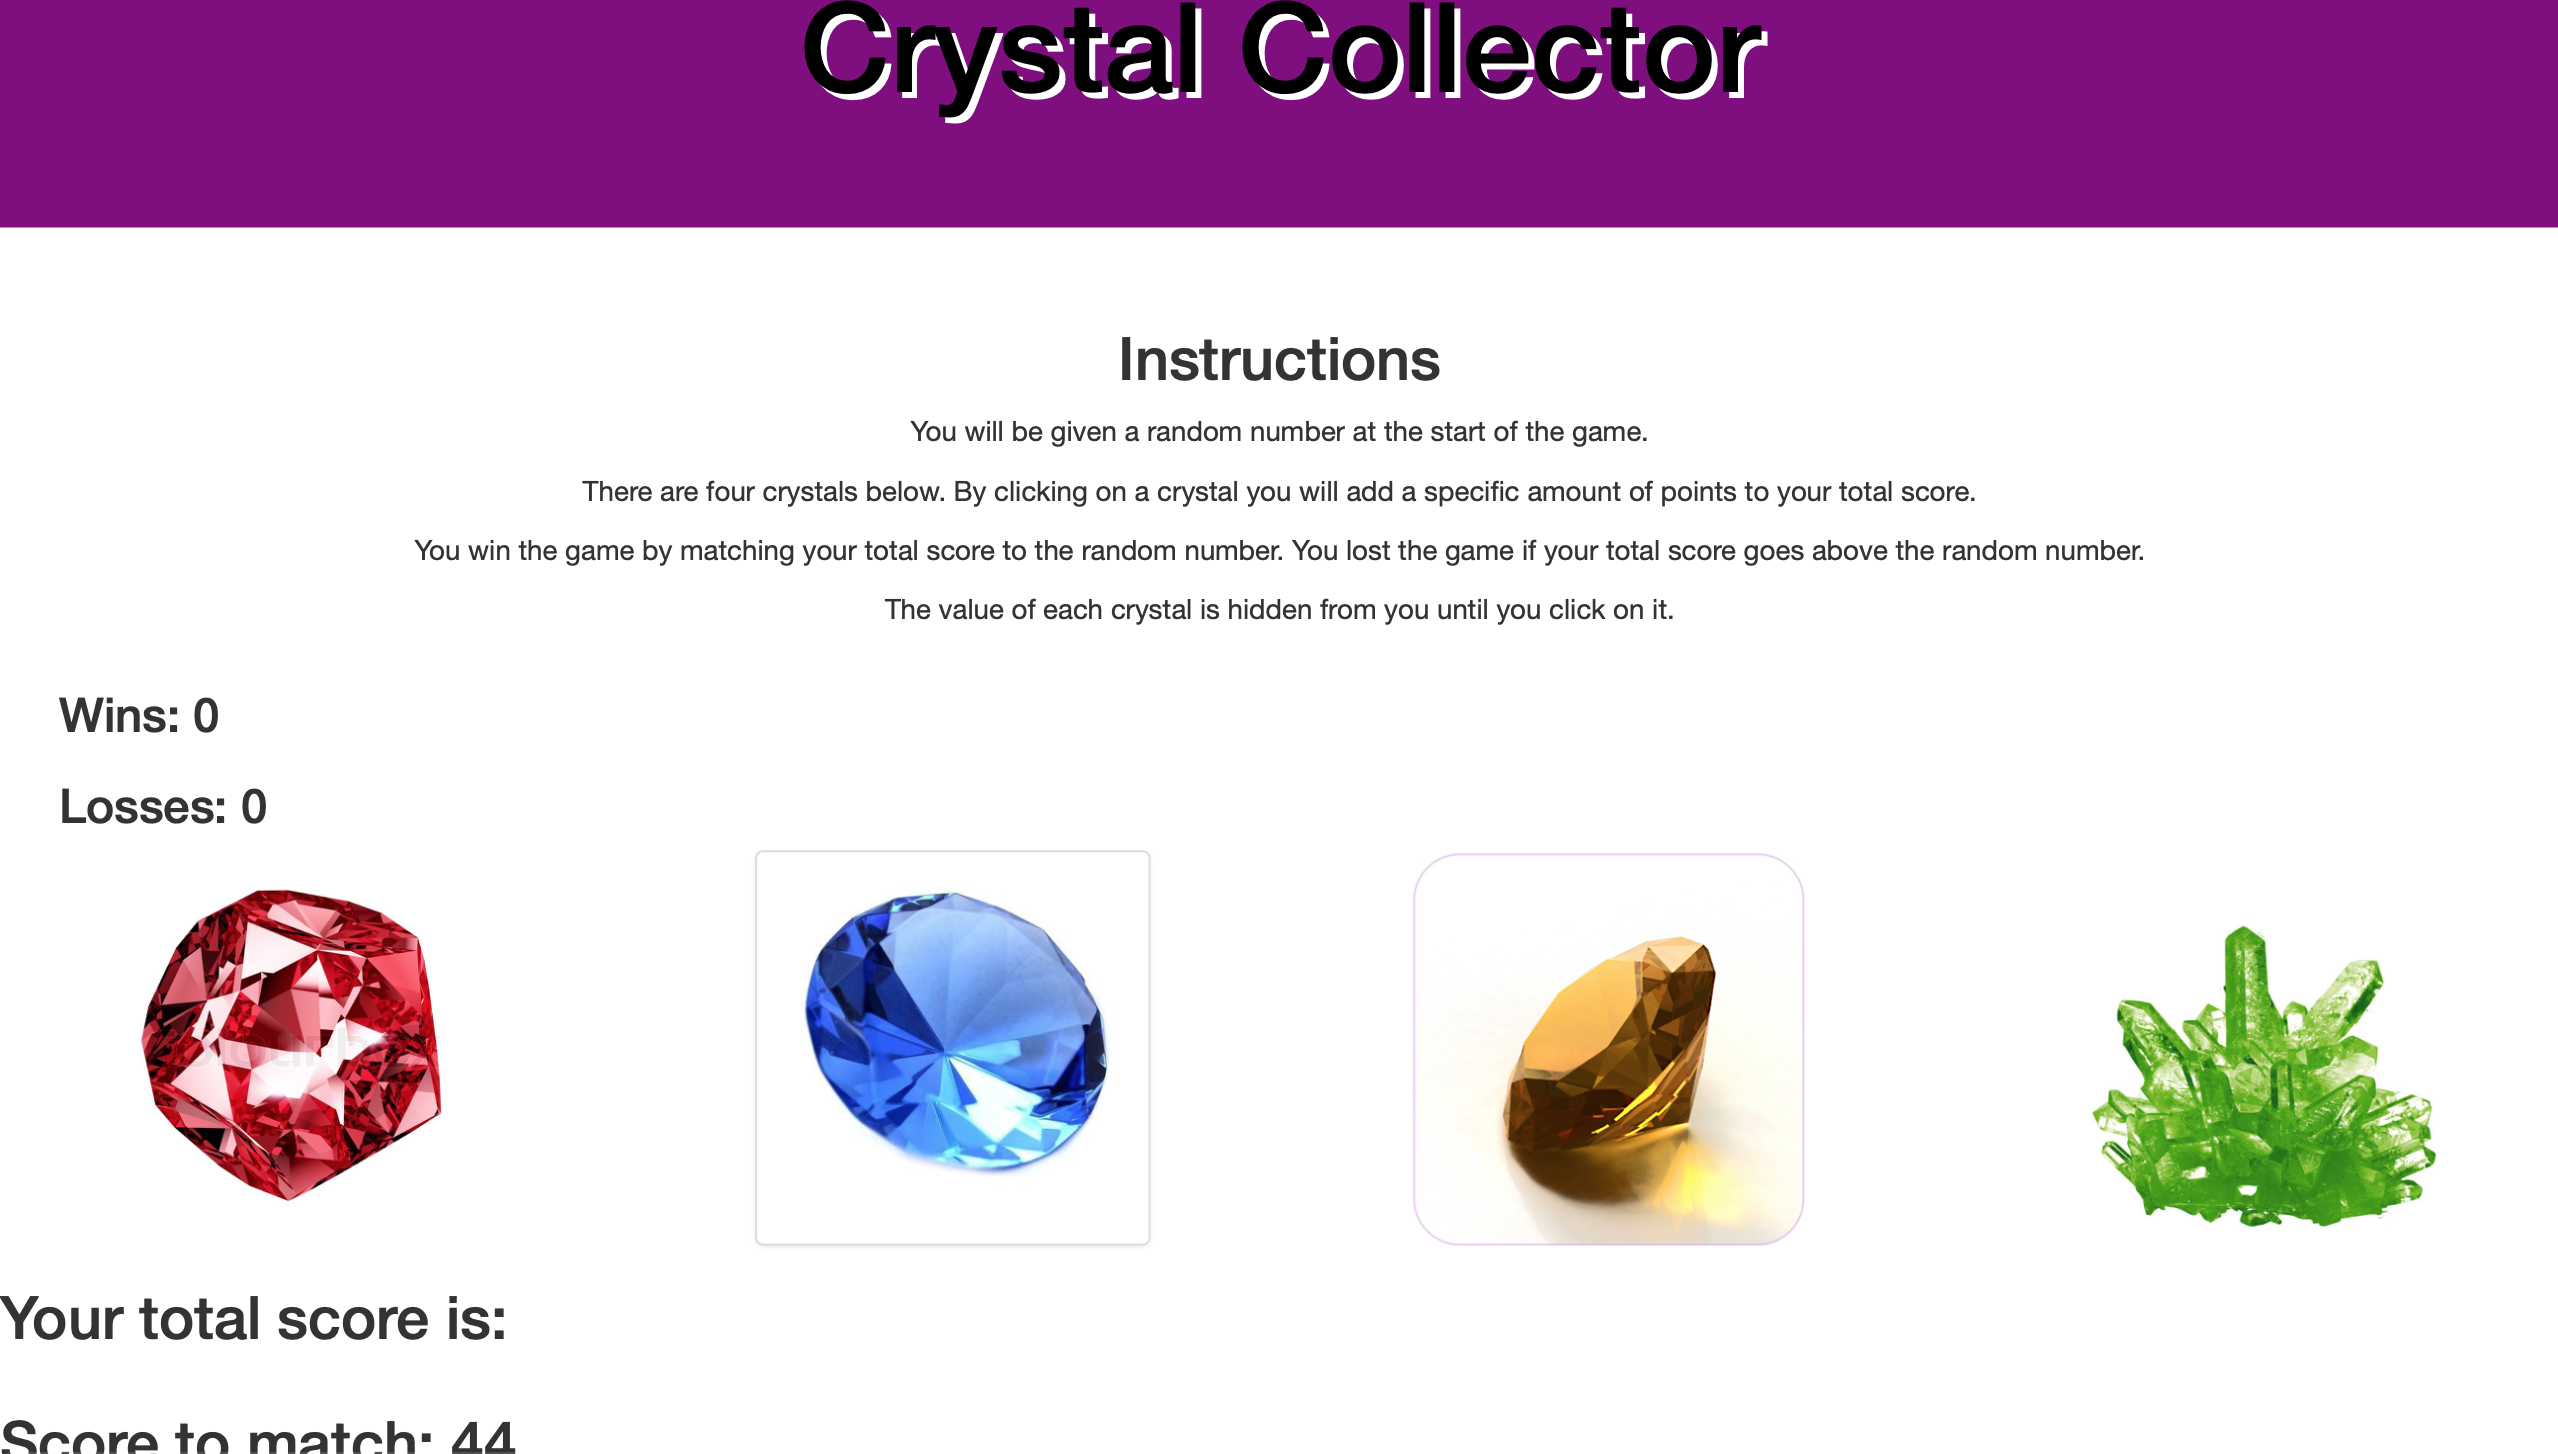 Crystal Collector
Instructions
You will be given a random number at the start of the game.
There are four crystals below. By clicking on a crystal you will add a specific amount of points to your total score.
You win the game by matching your total score to the random number. You lost the game if your total score goes above the random number.
The value of each crystal is hidden from you until you click on it.
Wins: 0
Losses: 0
Your total score is:
Score to match: 44